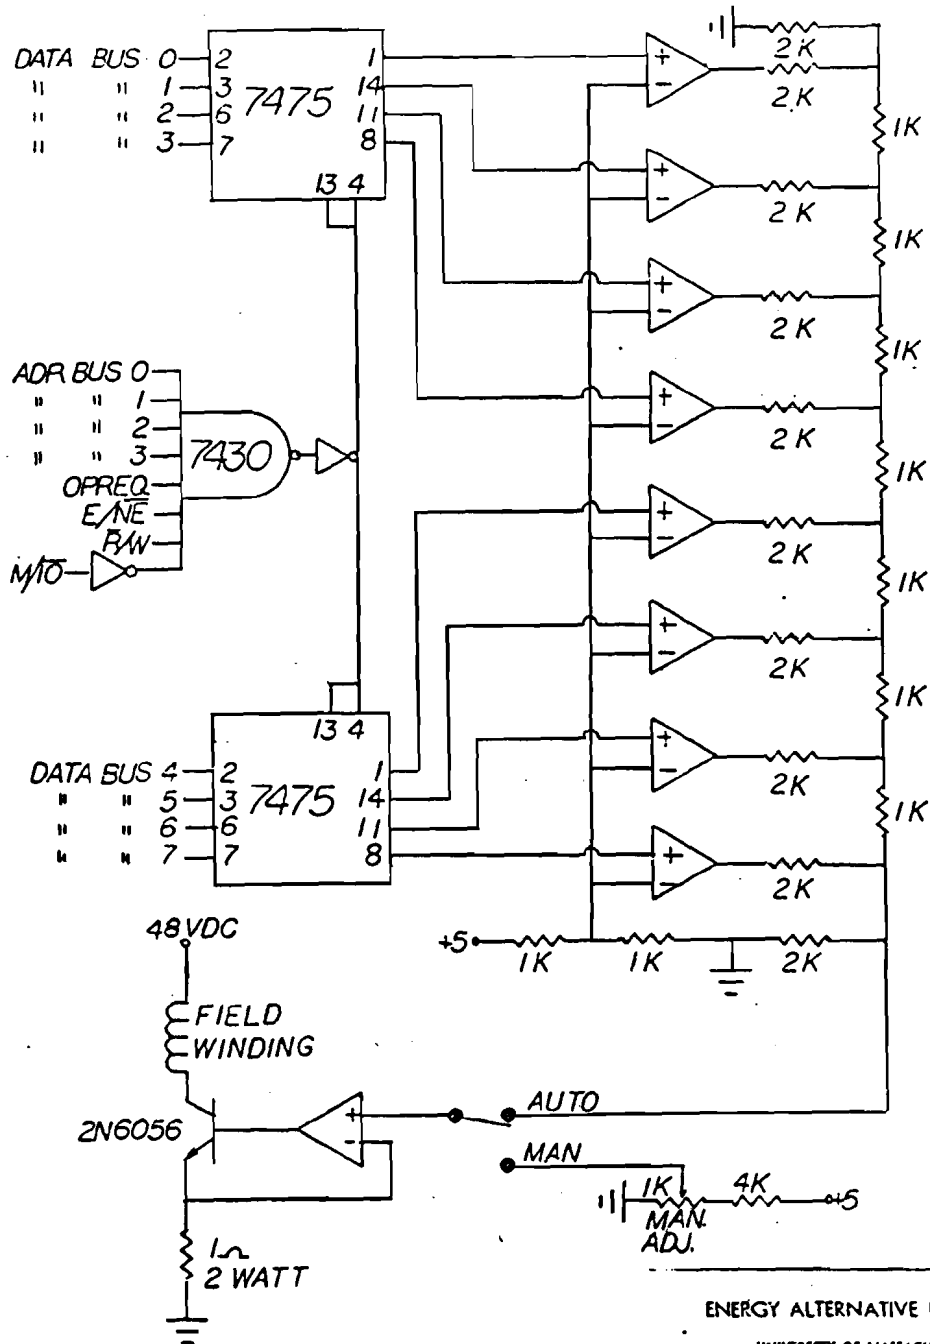 DATA BUS 0 2 1
" " 1 3 14
" " 2 6 11
" " 3 7 8
7475
13 4
+
−
2K
2K
1K
+
−
2K
1K
+
−
2K
1K
+
−
2K
1K
ADR BUS 0
" " 1
" " 2
" " 3
OPREQ
E/N̅E̅
R̅/W
M/I̅O̅
7430
+
−
2K
1K
+
−
2K
1K
+
−
2K
1K
+
−
2K
13 4
DATA BUS 4 2 1
" " 5 3 14
" " 6 6 11
" " 7 7 8
7475
+5 1K 1K 2K
48VDC
FIELD
WINDING
2N6056
+
−
AUTO
MAN
1K 4K +5
MAN.
ADJ.
1Ω
2 WATT
ENERGY ALTERNATIVE